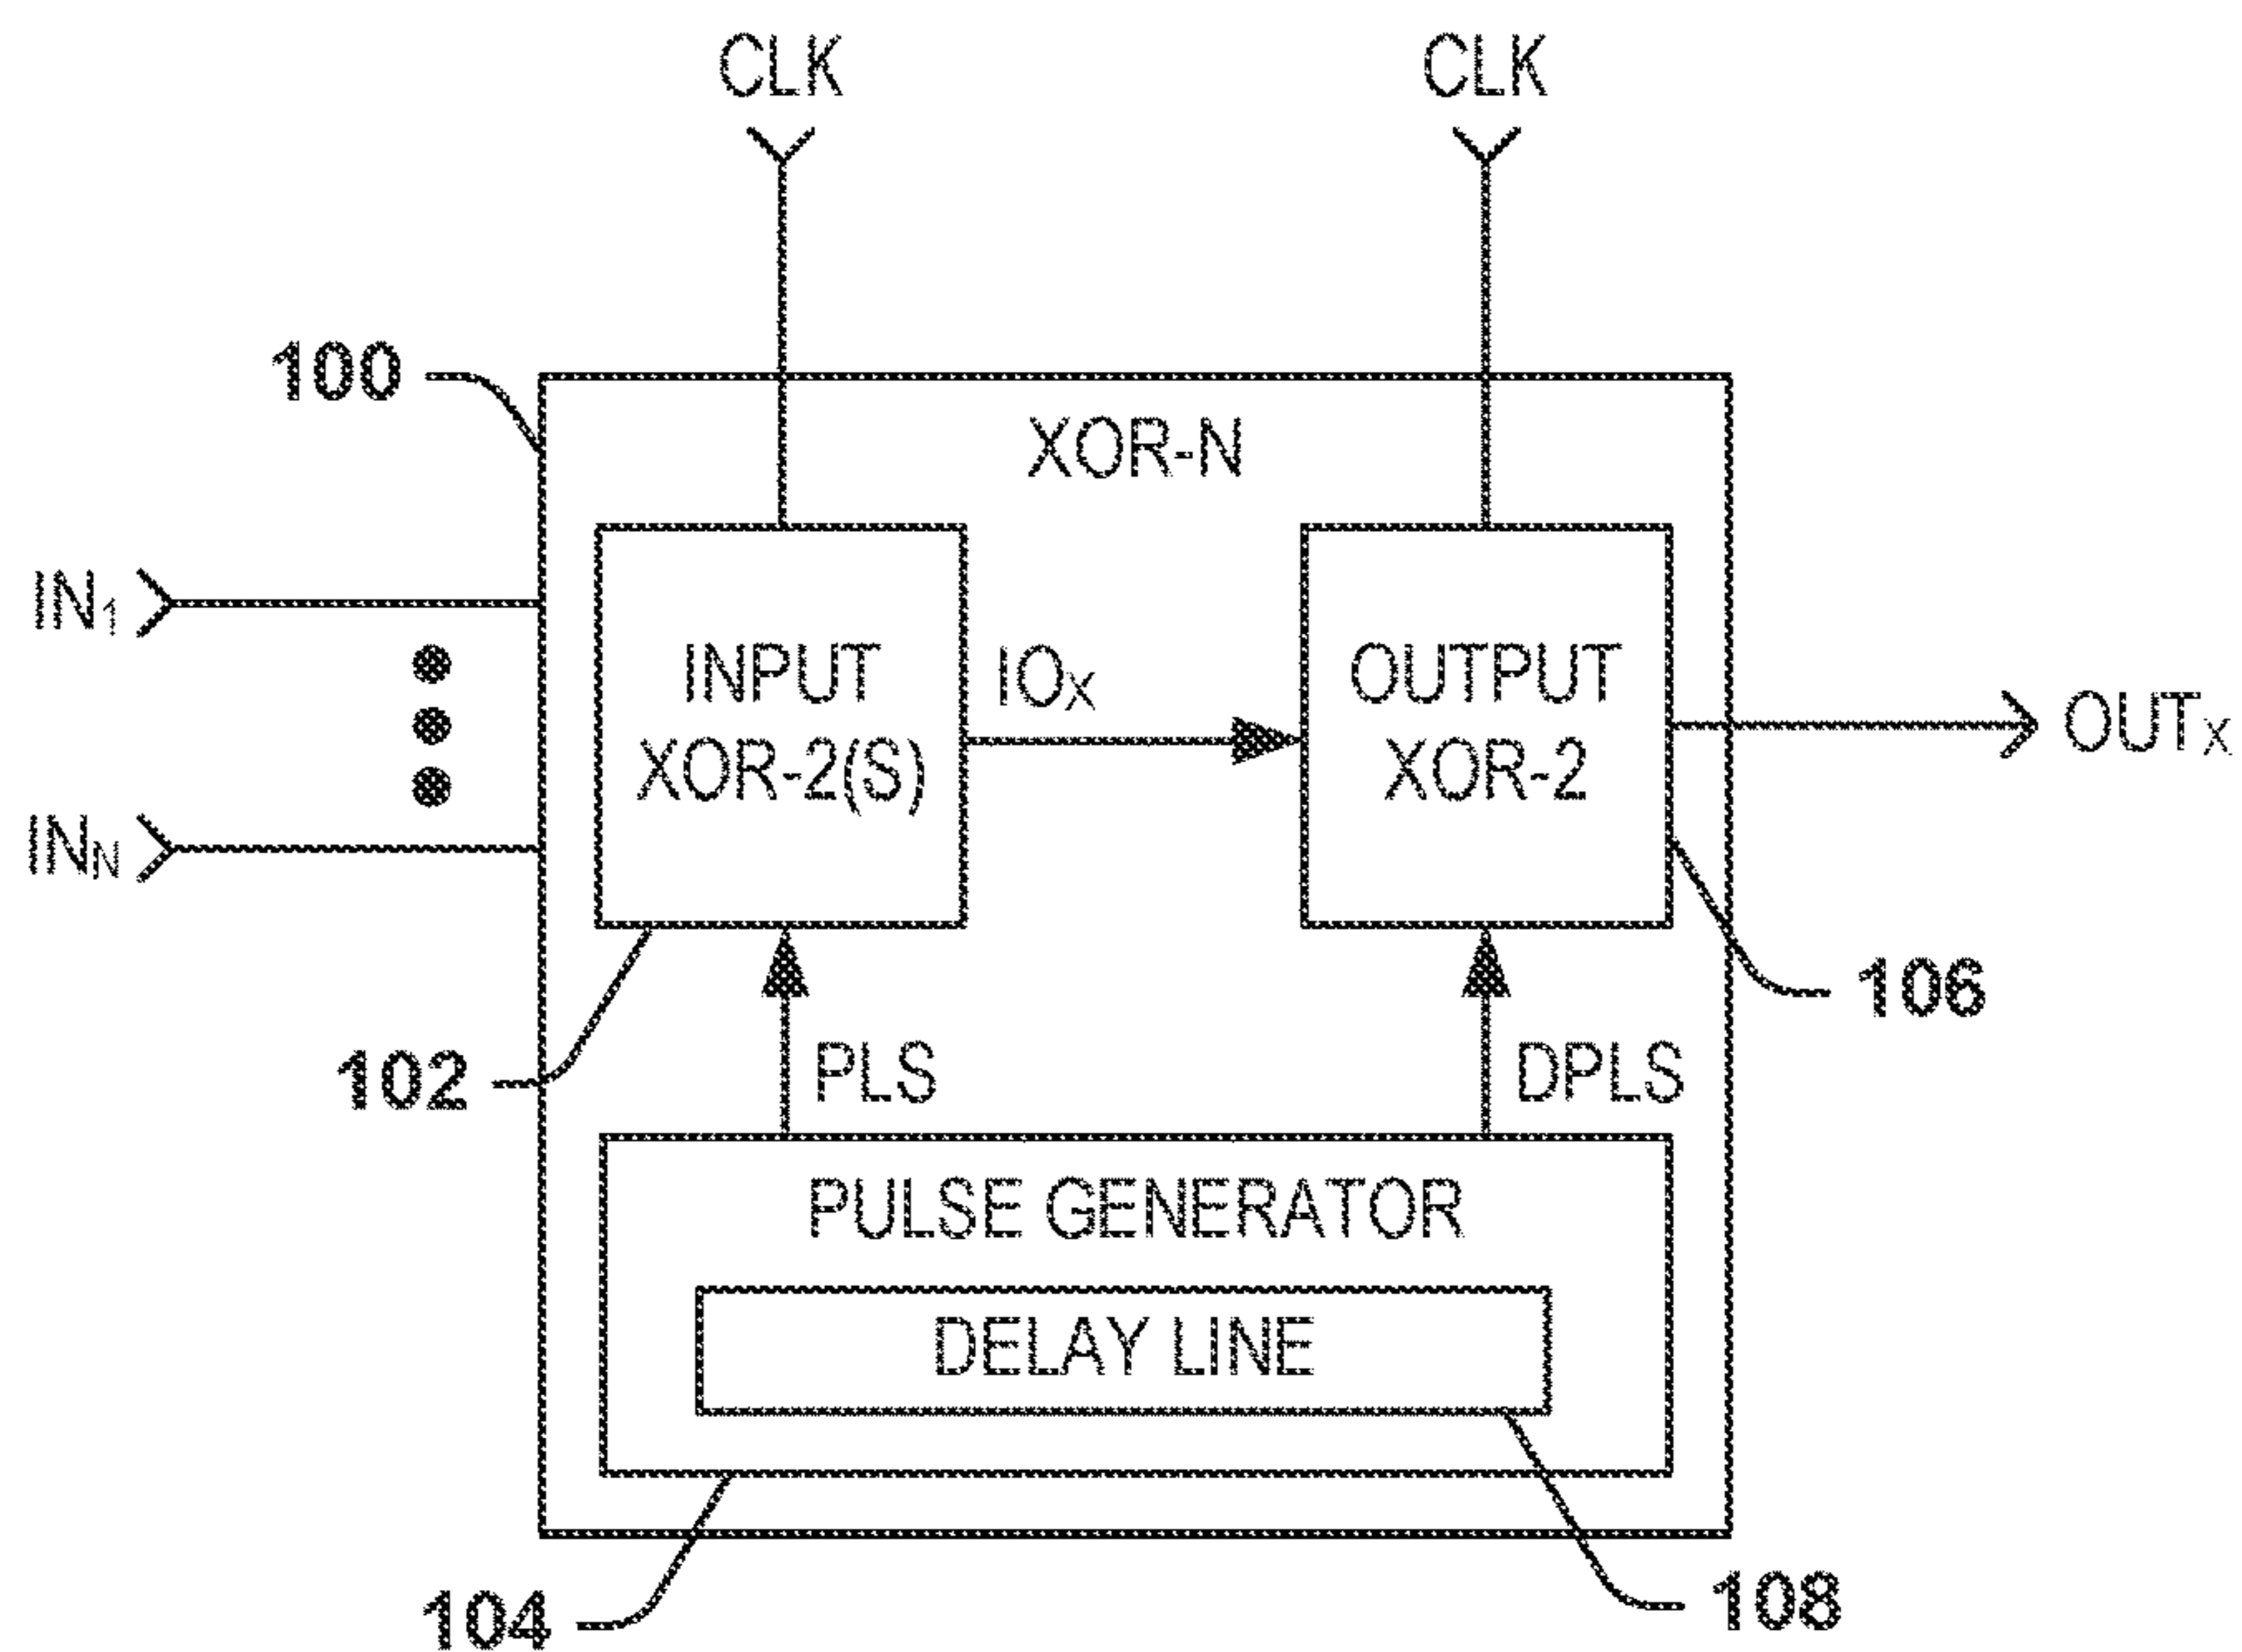 CLK
CLK
100
XOR-N
IN₁
INPUT
XOR-2(S)
IOₓ
OUTPUT
XOR-2
OUTₓ
IN_N
106
102
PLS
DPLS
PULSE GENERATOR
DELAY LINE
104
108